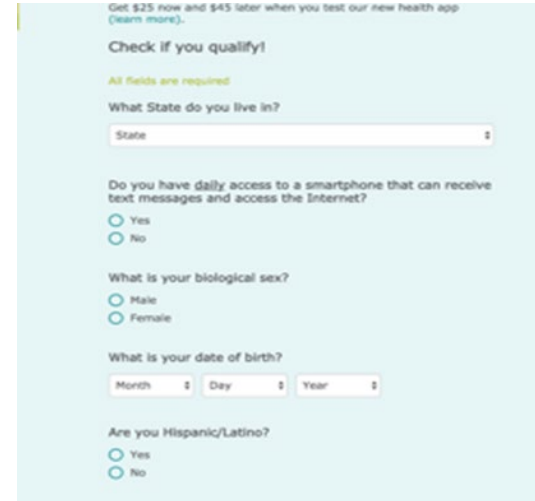 Get $25 now and $45 later when you test our new health app
(learn more).
Check if you qualify!
All fields are required
What State do you live in?
State
Do you have daily access to a smartphone that can receive
text messages and access the Internet?
Yes
No
What is your biological sex?
Male
Female
What is your date of birth?
Month Day Year
Are you Hispanic/Latino?
Yes
No